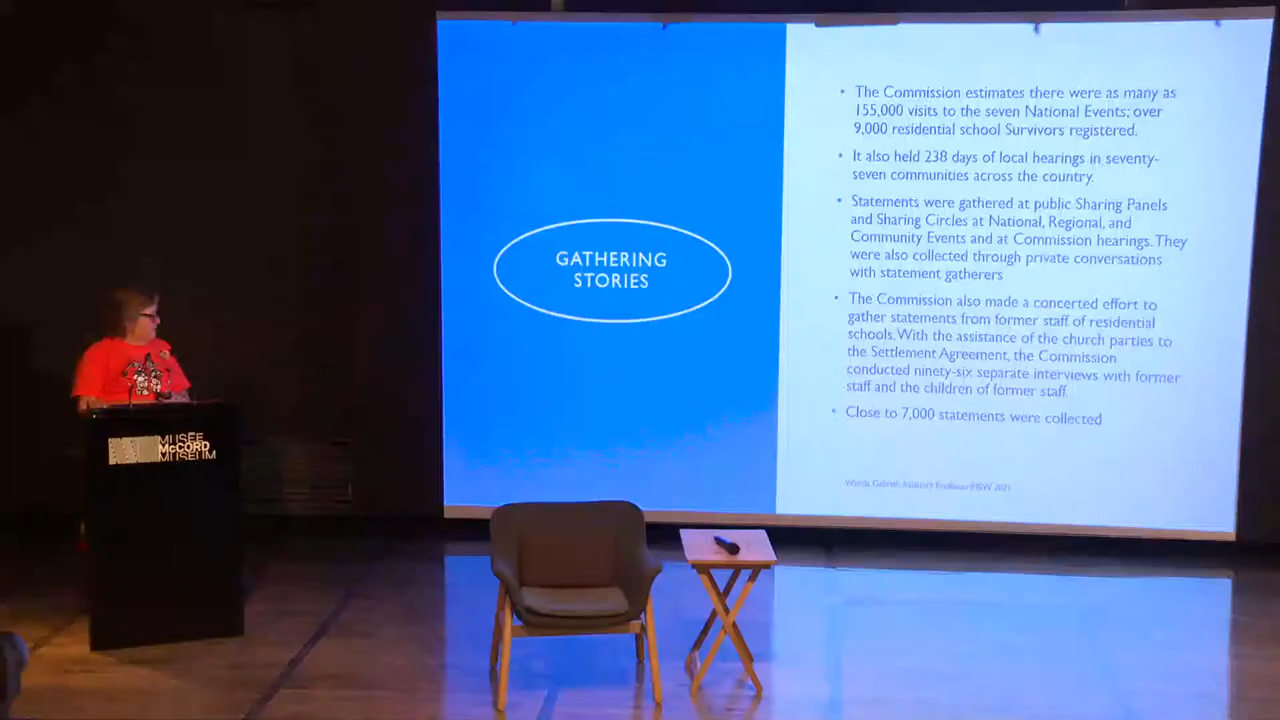 GATHERING
STORIES
• The Commission estimates there were as many as
155,000 visits to the seven National Events; over
9,000 residential school Survivors registered.
• It also held 238 days of local hearings in seventy-
seven communities across the country.
• Statements were gathered at public Sharing Panels
and Sharing Circles at National, Regional, and
Community Events and at Commission hearings. They
were also collected through private conversations
with statement gatherers
• The Commission also made a concerted effort to
gather statements from former staff of residential
schools. With the assistance of the church parties to
the Settlement Agreement, the Commission
conducted ninety-six separate interviews with former
staff and the children of former staff.
• Close to 7,000 statements were collected
Wanda Gabriel, Assistant Professor 2021
MUSÉE
McCORD
MUSEUM